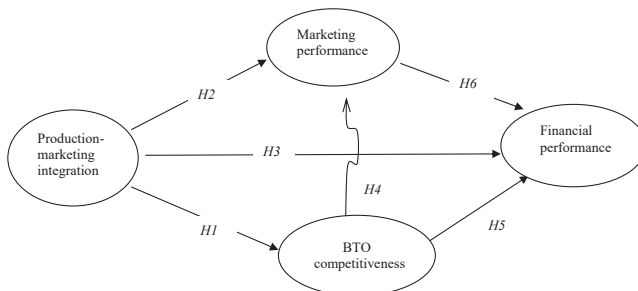 Marketing
performance
H2
H6
Production-
marketing
integration
H3
Financial
performance
H4
H1
H5
BTO
competitiveness